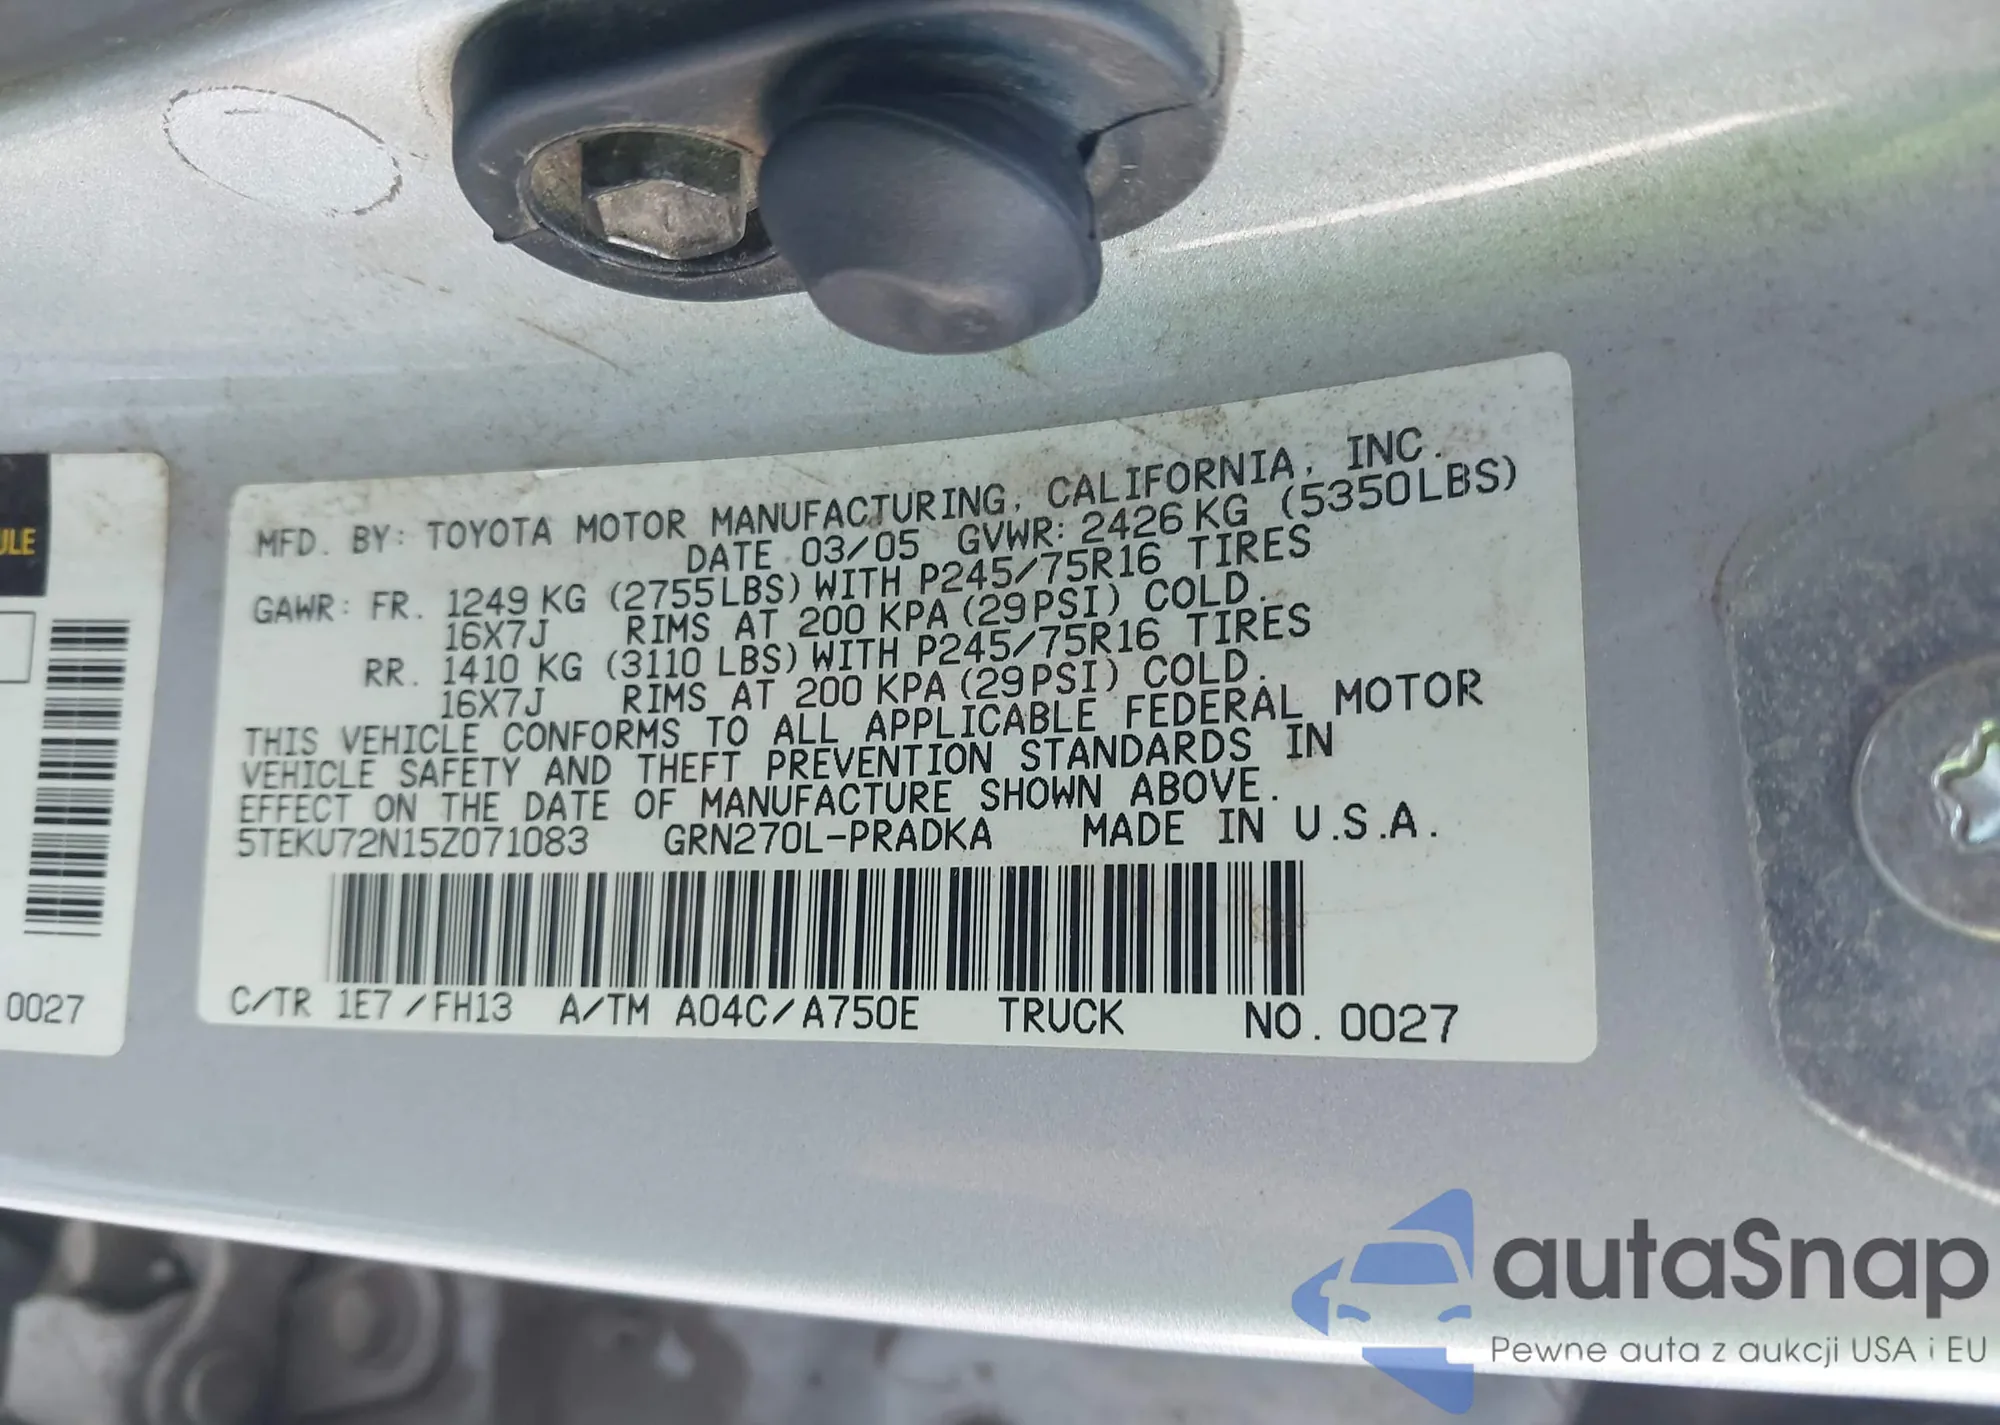 MFD. BY: TOYOTA MOTOR MANUFACTURING, CALIFORNIA, INC.
DATE 03/05 GVWR: 2426 KG (5350LBS)
GAWR: FR. 1249 KG (2755LBS) WITH P245/75R16 TIRES
16X7J RIMS AT 200 KPA (29PSI) COLD.
RR. 1410 KG (3110 LBS) WITH P245/75R16 TIRES
16X7J RIMS AT 200 KPA (29PSI) COLD.
THIS VEHICLE CONFORMS TO ALL APPLICABLE FEDERAL MOTOR
VEHICLE SAFETY AND THEFT PREVENTION STANDARDS IN
EFFECT ON THE DATE OF MANUFACTURE SHOWN ABOVE.
5TEKU72N15Z071083 GRN270L-PRADKA MADE IN U.S.A.
C/TR 1E7/FH13 A/TM A04C/A750E TRUCK NO. 0027
0027
autaSnap
Pewne auta z aukcji USA i EU